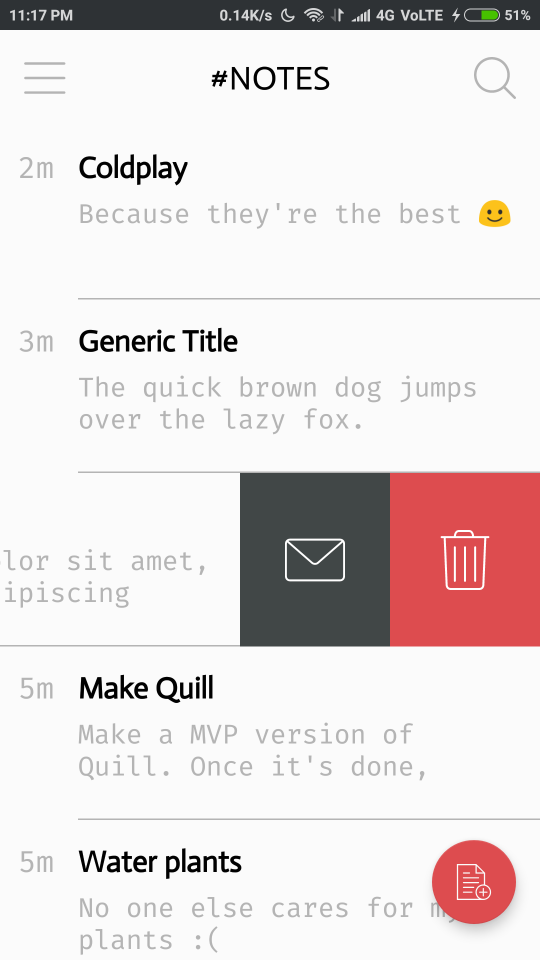 11:17 PM 0.14K/s 4G VoLTE 51%
#NOTES
2m Coldplay
Because they're the best 🙂
3m Generic Title
The quick brown dog jumps
over the lazy fox.
lor sit amet,
ipiscing
5m Make Quill
Make a MVP version of
Quill. Once it's done,
5m Water plants
No one else cares for my
plants :(